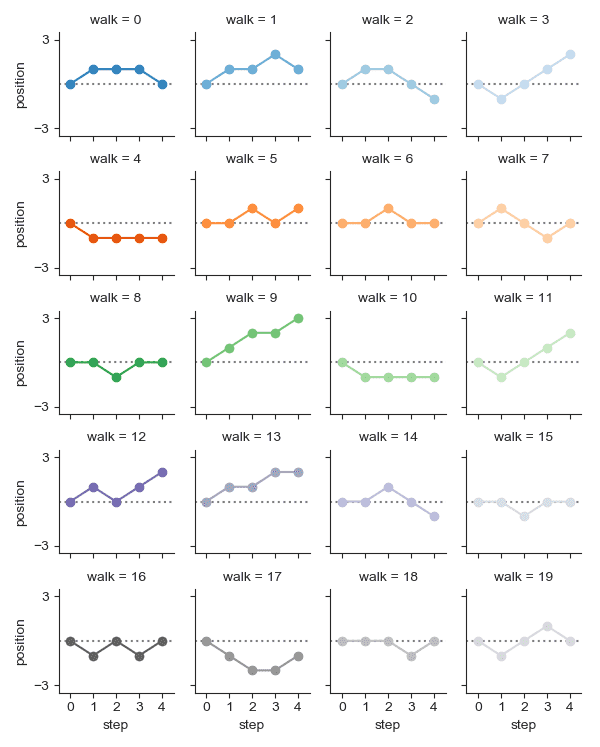 walk = 0 walk = 1 walk = 2 walk = 3
3
position
−3
walk = 4 walk = 5 walk = 6 walk = 7
3
position
−3
walk = 8 walk = 9 walk = 10 walk = 11
3
position
−3
walk = 12 walk = 13 walk = 14 walk = 15
3
position
−3
walk = 16 walk = 17 walk = 18 walk = 19
3
position
−3
0 1 2 3 4 0 1 2 3 4 0 1 2 3 4 0 1 2 3 4
step step step step